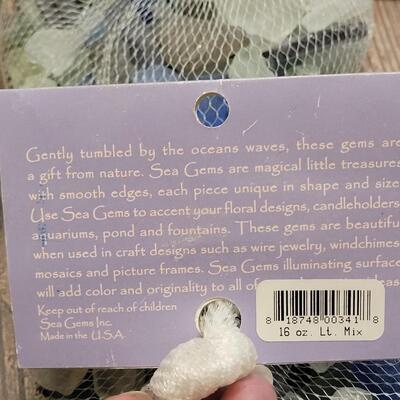 Gently tumbled by the oceans waves, these gems are
a gift from nature. Sea Gems are magical little treasures
with smooth edges, each piece unique in shape and size
Use Sea Gems to accent your floral designs, candleholders
aquariums, pond and fountains. These gems are beautiful
when used in craft designs such as wire jewelry, windchimes
mosaics and picture frames. Sea Gems illuminating surface
will add color and originality to all of
Keep out of reach of children
Sea Gems Inc.
Made in the U.S.A.
8 18748 00341 8
16 oz. Lt. Mix